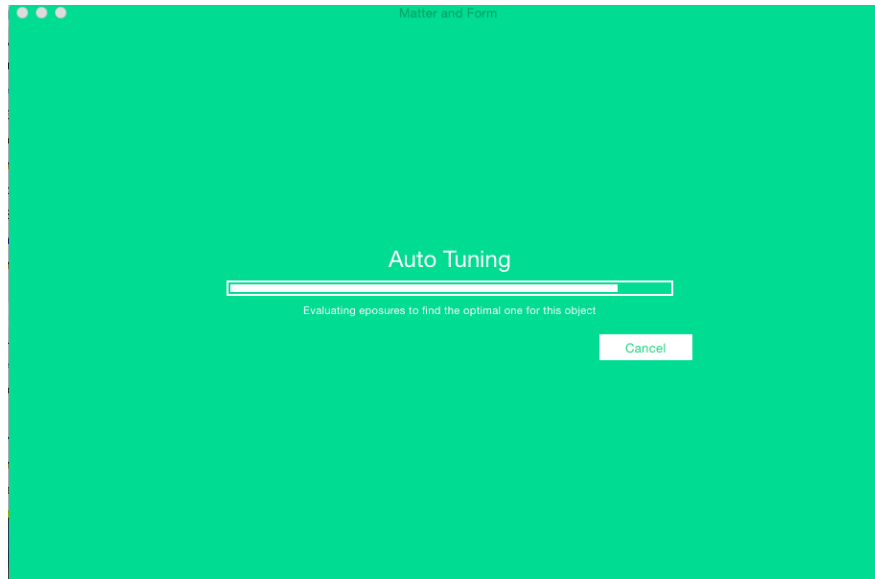 Matter and Form
Auto Tuning
Evaluating eposures to find the optimal one for this object
Cancel